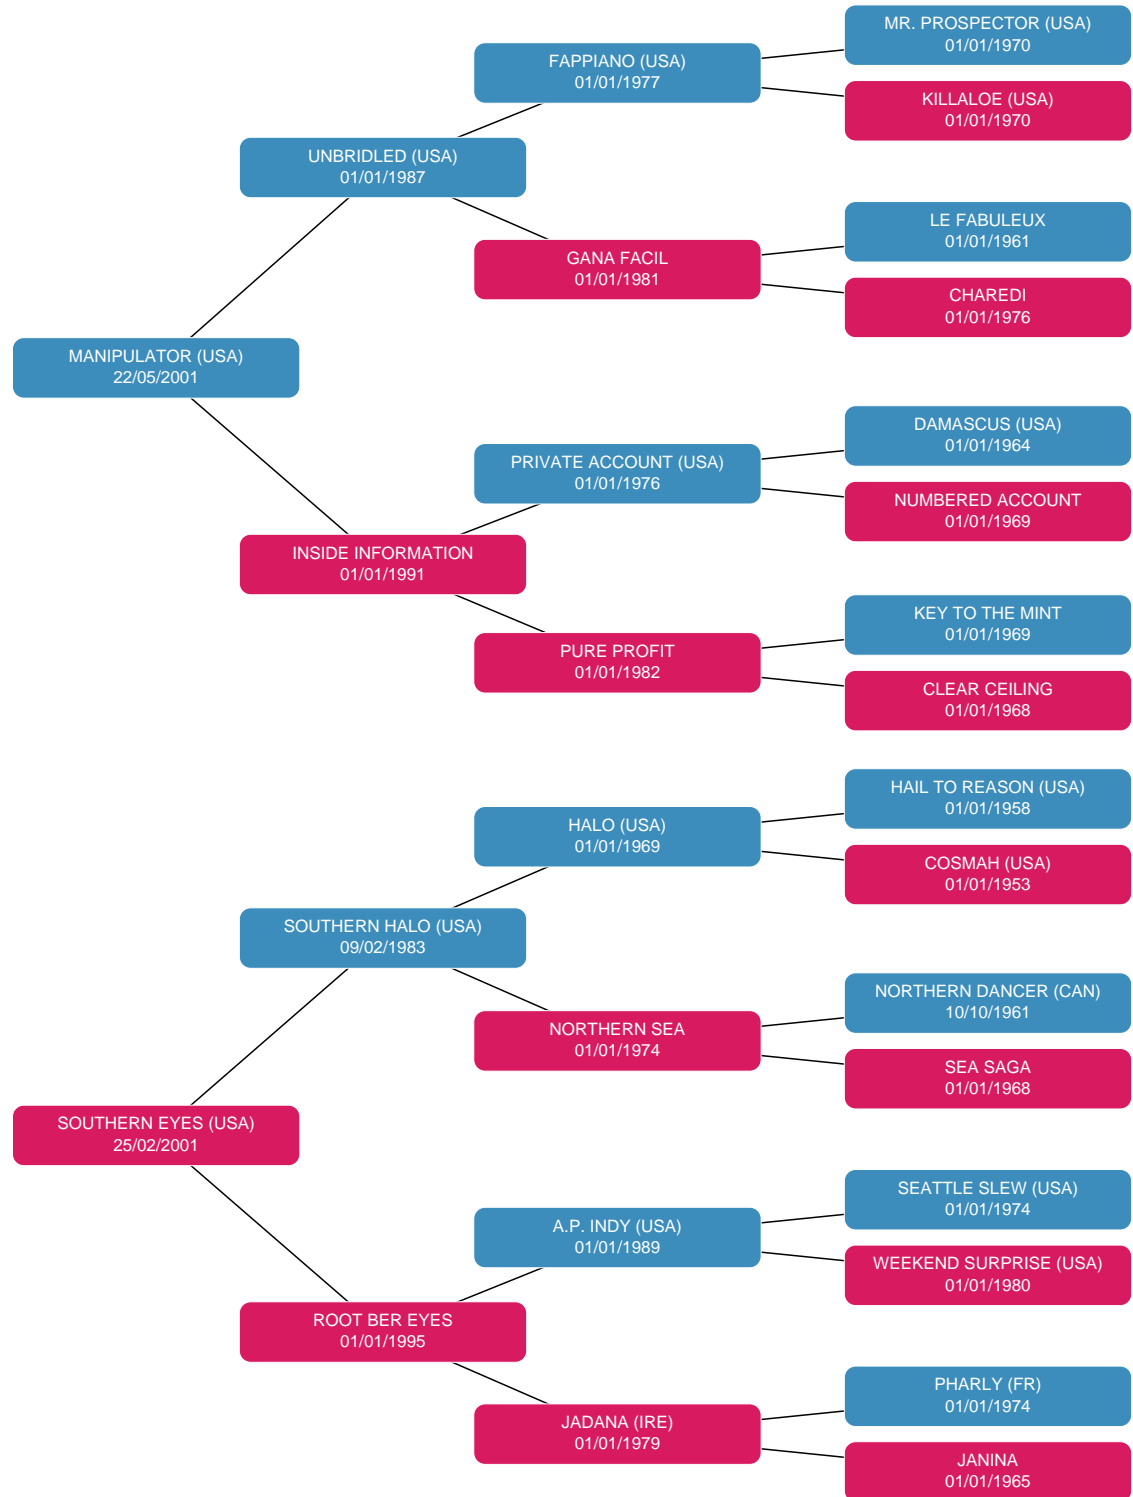 MR. PROSPECTOR (USA)
01/01/1970
FAPPIANO (USA)
01/01/1977
KILLALOE (USA)
01/01/1970
UNBRIDLED (USA)
01/01/1987
LE FABULEUX
01/01/1961
GANA FACIL
01/01/1981
CHAREDI
01/01/1976
MANIPULATOR (USA)
22/05/2001
DAMASCUS (USA)
01/01/1964
PRIVATE ACCOUNT (USA)
01/01/1976
NUMBERED ACCOUNT
01/01/1969
INSIDE INFORMATION
01/01/1991
KEY TO THE MINT
01/01/1969
PURE PROFIT
01/01/1982
CLEAR CEILING
01/01/1968
HAIL TO REASON (USA)
01/01/1958
HALO (USA)
01/01/1969
COSMAH (USA)
01/01/1953
SOUTHERN HALO (USA)
09/02/1983
NORTHERN DANCER (CAN)
10/10/1961
NORTHERN SEA
01/01/1974
SEA SAGA
01/01/1968
SOUTHERN EYES (USA)
25/02/2001
SEATTLE SLEW (USA)
01/01/1974
A.P. INDY (USA)
01/01/1989
WEEKEND SURPRISE (USA)
01/01/1980
ROOT BER EYES
01/01/1995
PHARLY (FR)
01/01/1974
JADANA (IRE)
01/01/1979
JANINA
01/01/1965